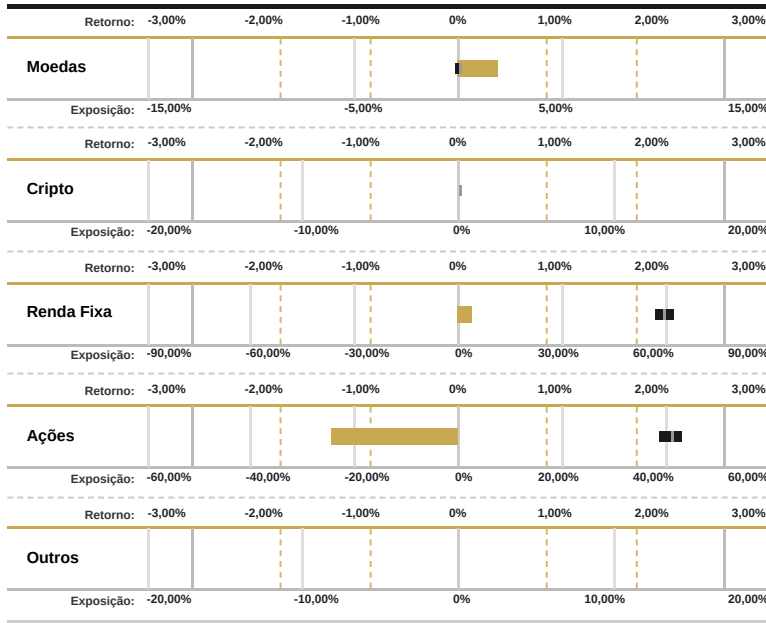 Retorno: -3,00% -2,00% -1,00% 0% 1,00% 2,00% 3,00%
Moedas
Exposição: -15,00% -5,00% 5,00% 15,00%
Retorno: -3,00% -2,00% -1,00% 0% 1,00% 2,00% 3,00%
Cripto
Exposição: -20,00% -10,00% 0% 10,00% 20,00%
Retorno: -3,00% -2,00% -1,00% 0% 1,00% 2,00% 3,00%
Renda Fixa
Exposição: -90,00% -60,00% -30,00% 0% 30,00% 60,00% 90,00%
Retorno: -3,00% -2,00% -1,00% 0% 1,00% 2,00% 3,00%
Ações
Exposição: -60,00% -40,00% -20,00% 0% 20,00% 40,00% 60,00%
Retorno: -3,00% -2,00% -1,00% 0% 1,00% 2,00% 3,00%
Outros
Exposição: -20,00% -10,00% 0% 10,00% 20,00%